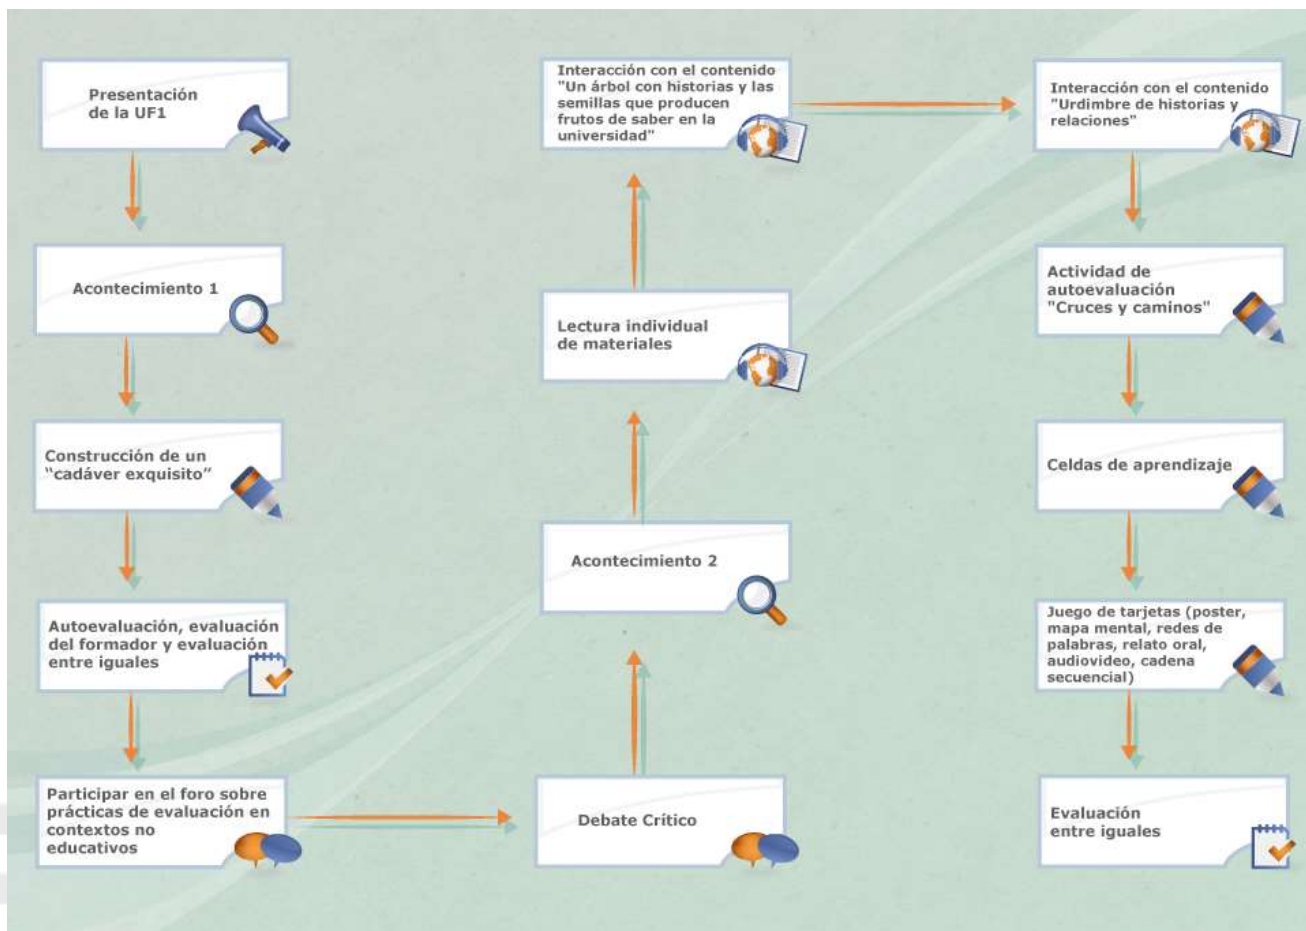 Presentación
de la UF1
Acontecimiento 1
Construcción de un
“cadáver exquisito”
Autoevaluación, evaluación
del formador y evaluación
entre iguales
Participar en el foro sobre
prácticas de evaluación en
contextos no
educativos
Debate Crítico
Acontecimiento 2
Lectura individual
de materiales
Interacción con el contenido
"Un árbol con historias y las
semillas que producen
frutos de saber en la
universidad"
Interacción con el contenido
"Urdimbre de historias y
relaciones"
Actividad de
autoevaluación
"Cruces y caminos"
Celdas de aprendizaje
Juego de tarjetas (poster,
mapa mental, redes de
palabras, relato oral,
audiovideo, cadena
secuencial)
Evaluación
entre iguales